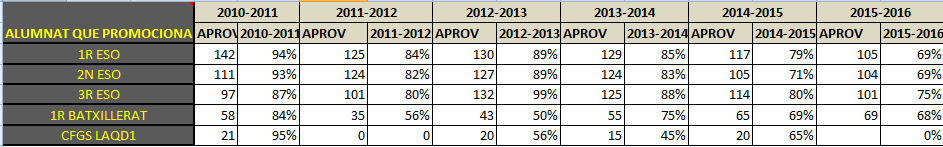 2010-2011 2011-2012 2012-2013 2013-2014 2014-2015 2015-2016
ALUMNAT QUE PROMOCIONA APROV 2010-2011 APROV 2011-2012 APROV 2012-2013 APROV 2013-2014 APROV 2014-2015 APROV 2015-2016
1R ESO 142 94% 125 84% 130 89% 129 85% 117 79% 105 69%
2N ESO 111 93% 124 82% 127 89% 124 83% 105 71% 104 69%
3R ESO 97 87% 101 80% 132 99% 125 88% 114 80% 101 75%
1R BATXILLERAT 58 84% 35 56% 43 50% 55 75% 65 69% 69 68%
CFGS LAQD1 21 95% 0 0 20 56% 15 45% 20 65% 0%